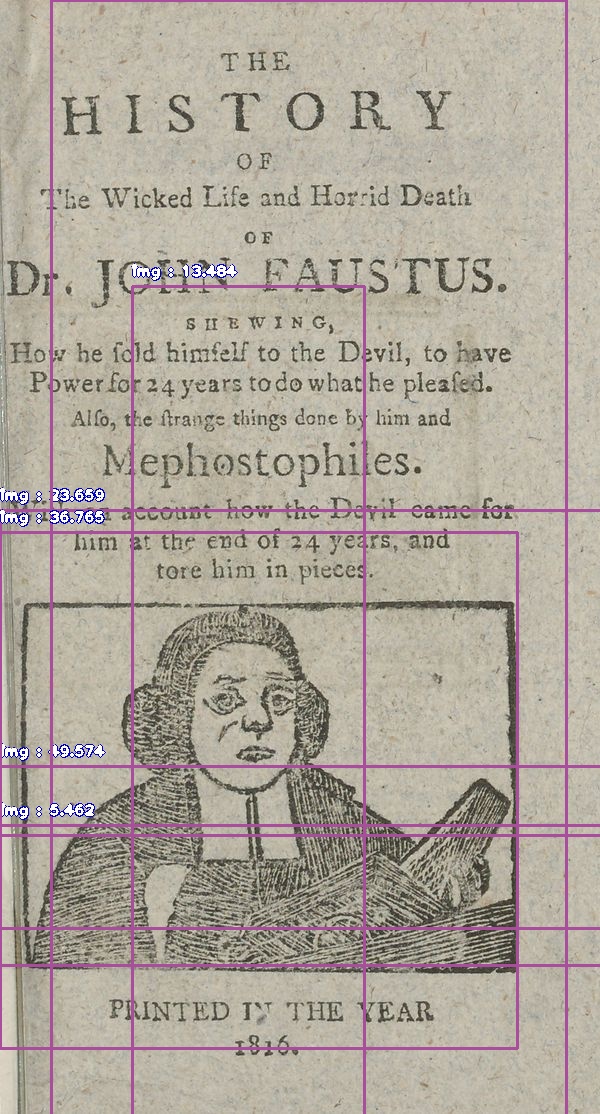 THE
HISTORY
OF
The Wicked Life and Horrid Death
OF
Dr. JOHN FAUSTUS.
SHEWING,
How he ſold himſelf to the Devil, to have
Power for 24 years to do what he pleaſed.
Alſo, the ſtrange things done by him and
Mephostophiles.
account how the Devil came for
him at the end of 24 years, and
tore him in pieces.
PRINTED IN THE YEAR
1816.
Img : 13.484
Img : 23.659
Img : 36.765
Img : 49.574
Img : 5.462